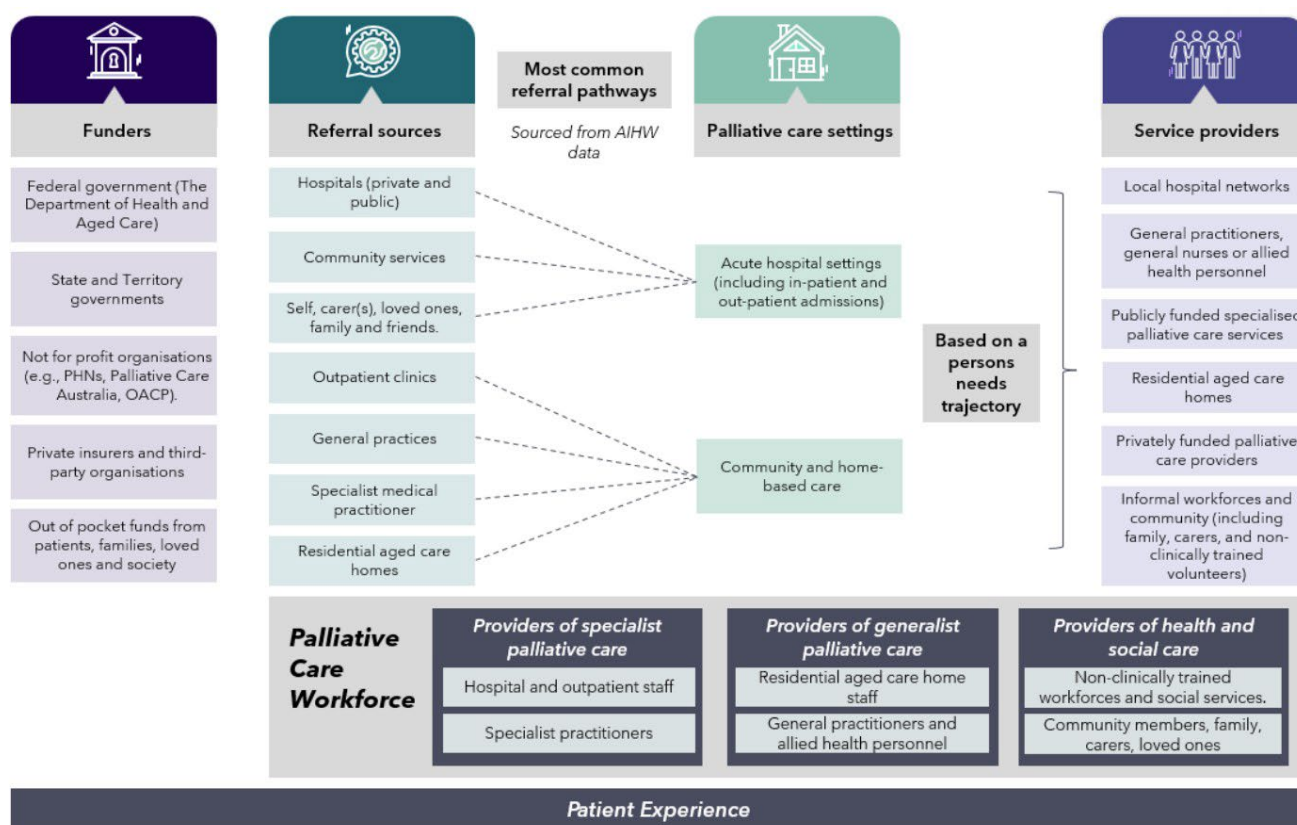 Funders
Federal government (The
Department of Health and
Aged Care)
State and Territory
governments
Not for profit organisations
(e.g., PHNs, Palliative Care
Australia, OACP).
Private insurers and third-
party organisations
Out of pocket funds from
patients, families, loved
ones and society
Referral sources
Hospitals (private and
public)
Community services
Self, carer(s), loved ones,
family and friends.
Outpatient clinics
General practices
Specialist medical
practitioner
Residential aged care
homes
Most common
referral pathways
Sourced from AIHW
data
Palliative care settings
Acute hospital settings
(including in-patient and
out-patient admissions)
Community and home-
based care
Based on a
persons
needs
trajectory
Service providers
Local hospital networks
General practitioners,
general nurses or allied
health personnel
Publicly funded specialised
palliative care services
Residential aged care
homes
Privately funded palliative
care providers
Informal workforces and
community (including
family, carers, and non-
clinically trained
volunteers)
Palliative
Care
Workforce
Providers of specialist
palliative care
Hospital and outpatient staff
Specialist practitioners
Providers of generalist
palliative care
Residential aged care home
staff
General practitioners and
allied health personnel
Providers of health and
social care
Non-clinically trained
workforces and social services.
Community members, family,
carers, loved ones
Patient Experience